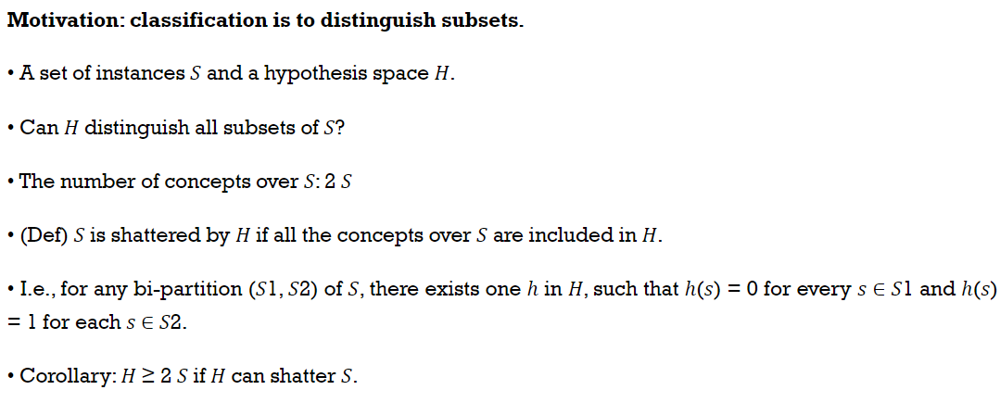 Motivation: classification is to distinguish subsets.
• A set of instances S and a hypothesis space H.
• Can H distinguish all subsets of S?
• The number of concepts over S: 2 S
• (Def) S is shattered by H if all the concepts over S are included in H.
• I.e., for any bi-partition (S1, S2) of S, there exists one h in H, such that h(s) = 0 for every s ∈ S1 and h(s)
= 1 for each s ∈ S2.
• Corollary: H ≥ 2 S if H can shatter S.